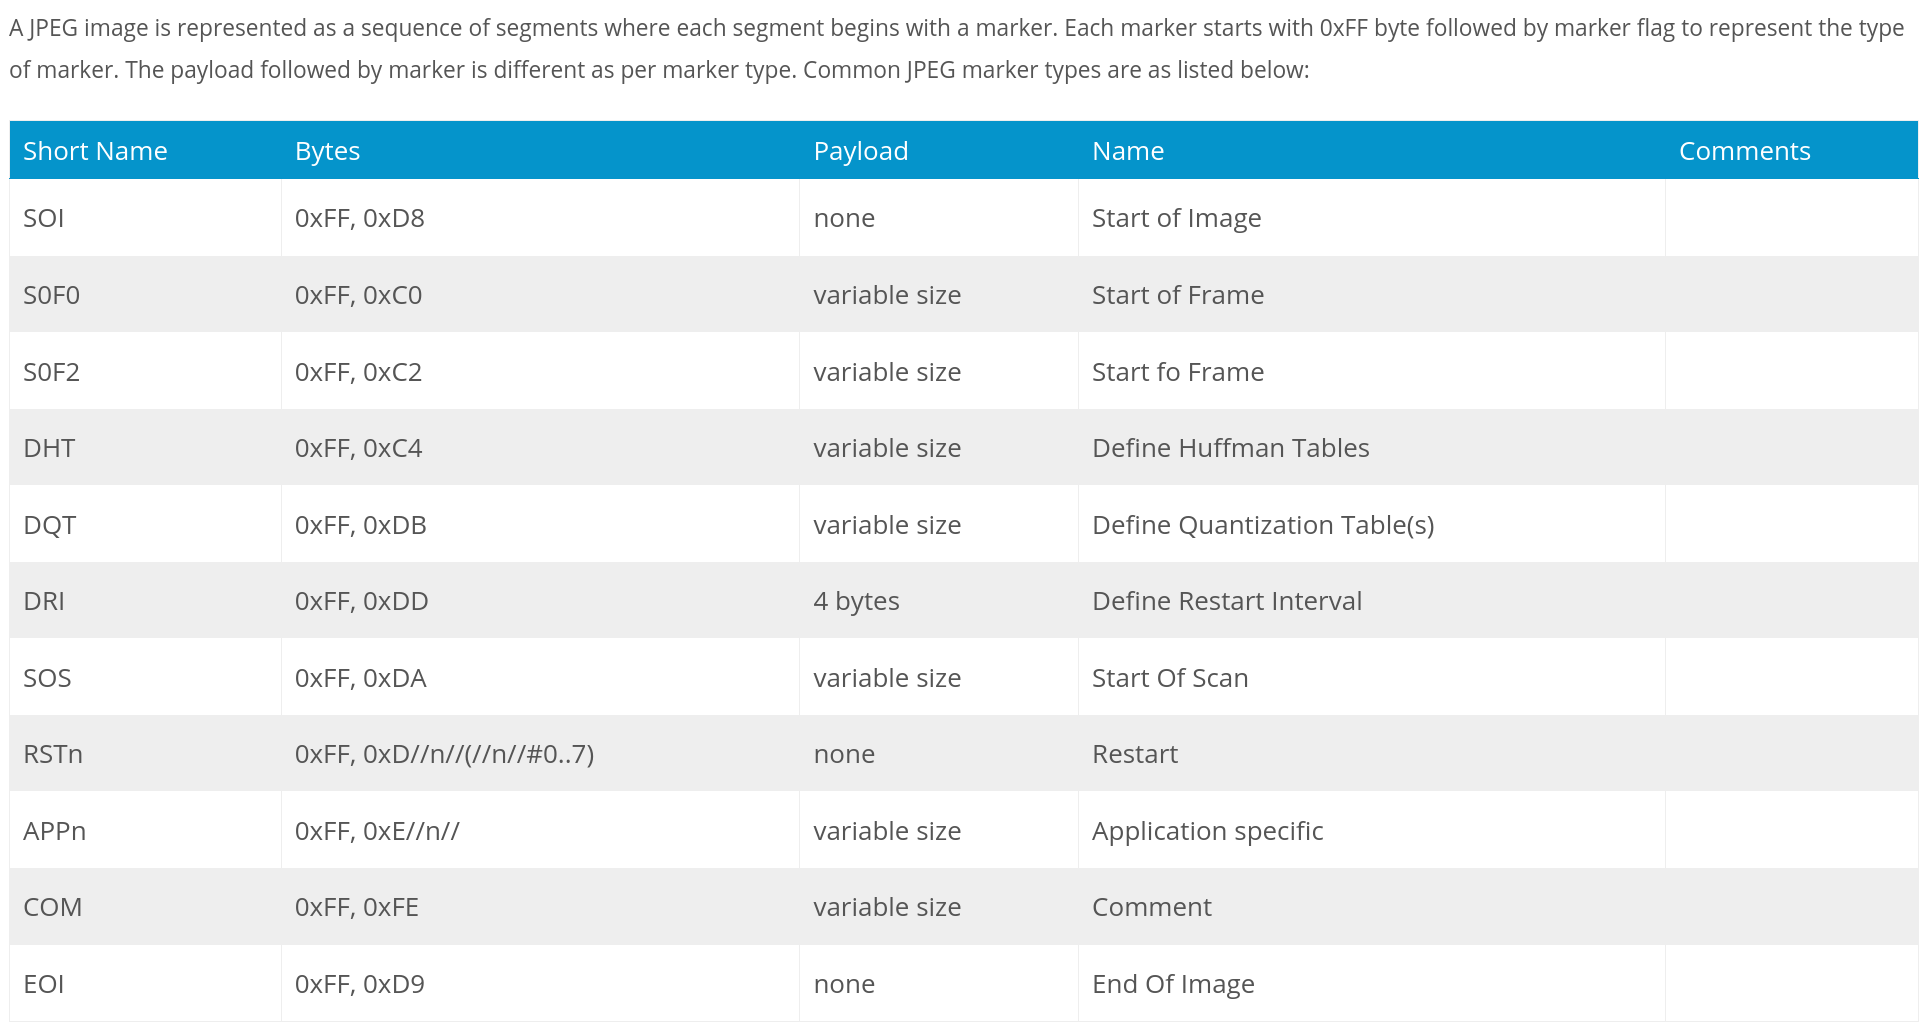 A JPEG image is represented as a sequence of segments where each segment begins with a marker. Each marker starts with 0xFF byte followed by marker flag to represent the type
of marker. The payload followed by marker is different as per marker type. Common JPEG marker types are as listed below:
Short Name Bytes Payload Name Comments
SOI 0xFF, 0xD8 none Start of Image
S0F0 0xFF, 0xC0 variable size Start of Frame
S0F2 0xFF, 0xC2 variable size Start fo Frame
DHT 0xFF, 0xC4 variable size Define Huffman Tables
DQT 0xFF, 0xDB variable size Define Quantization Table(s)
DRI 0xFF, 0xDD 4 bytes Define Restart Interval
SOS 0xFF, 0xDA variable size Start Of Scan
RSTn 0xFF, 0xD//n//(//n//#0..7) none Restart
APPn 0xFF, 0xE//n// variable size Application specific
COM 0xFF, 0xFE variable size Comment
EOI 0xFF, 0xD9 none End Of Image